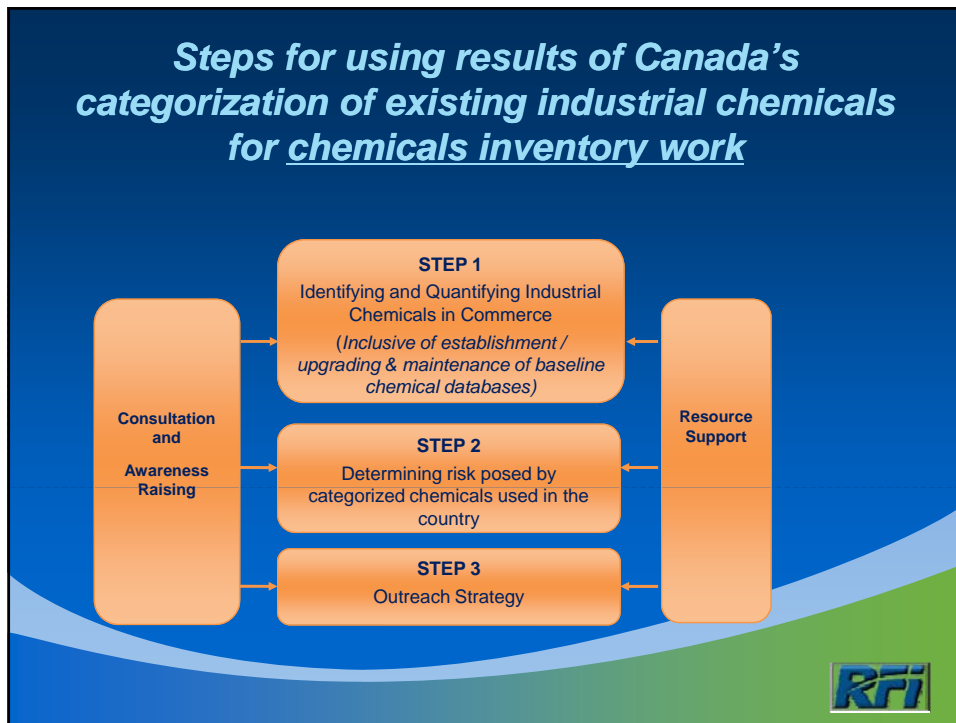 Steps for using results of Canada's
categorization of existing industrial chemicals
for chemicals inventory work
STEP 1
Identifying and Quantifying Industrial
Chemicals in Commerce
(Inclusive of establishment /
upgrading & maintenance of baseline
chemical databases)
Consultation
and
Awareness
Raising
Resource
Support
STEP 2
Determining risk posed by
categorized chemicals used in the
country
STEP 3
Outreach Strategy
RFi